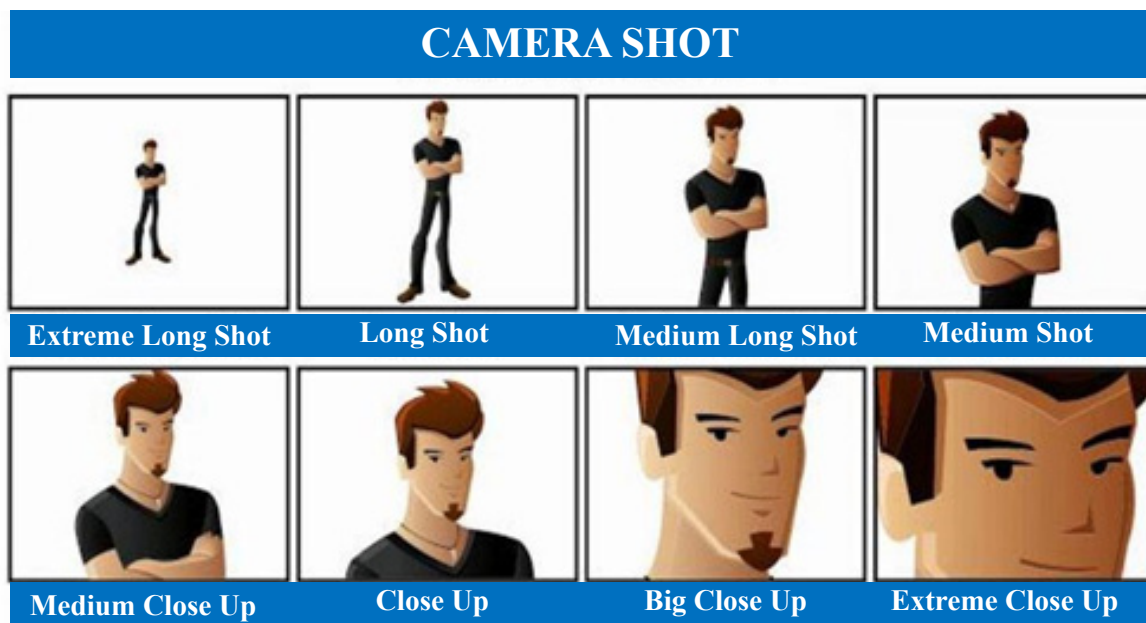 CAMERA SHOT
Extreme Long Shot
Long Shot
Medium Long Shot
Medium Shot
Medium Close Up
Close Up
Big Close Up
Extreme Close Up